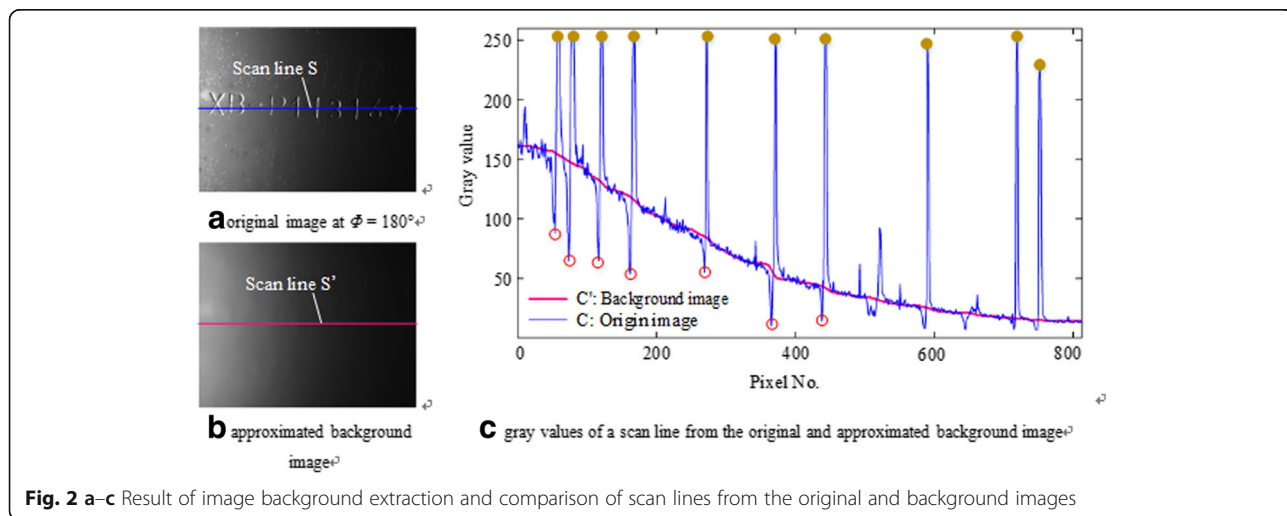 Scan line S
XB P1 13169
a original image at Φ = 180°↵
Scan line S'
b approximated background
image↵
250
200
150
100
50
Gray value
C': Background image
C: Origin image
0 200 400 600 800
Pixel No.
c gray values of a scan line from the original and approximated background image↵
Fig. 2 a–c Result of image background extraction and comparison of scan lines from the original and background images